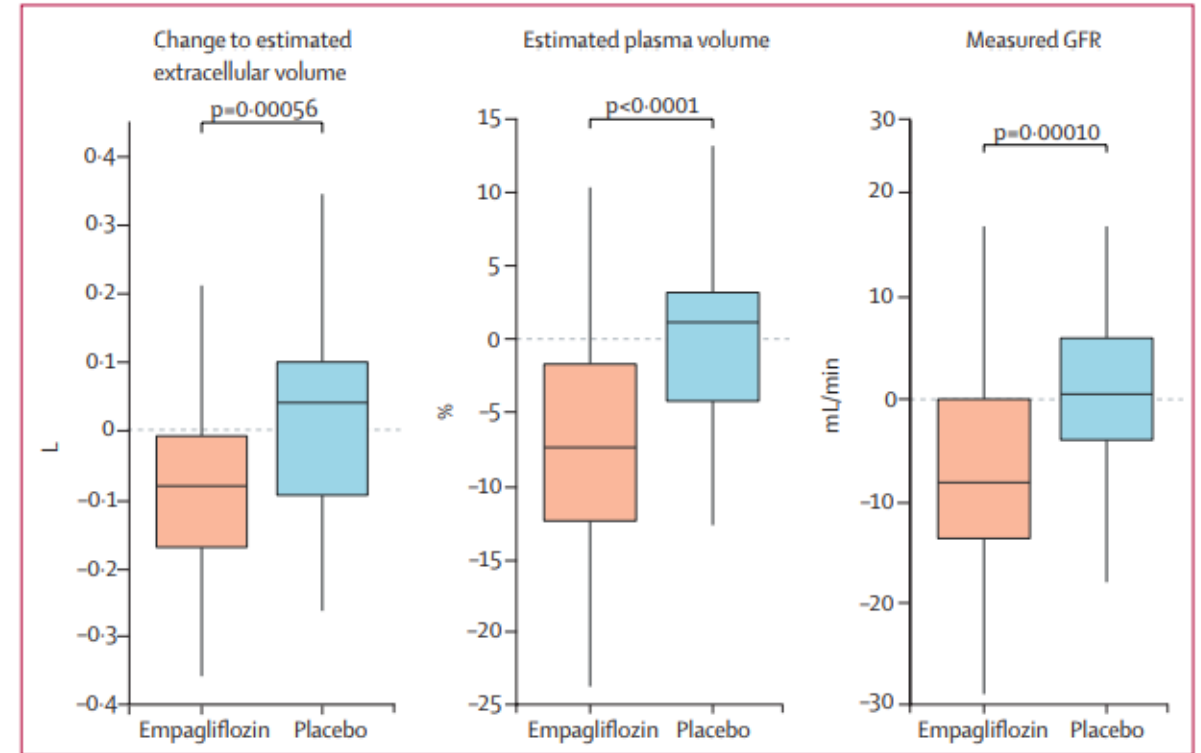 Change to estimated
extracellular volume
p=0·00056
0·4
0·3
0·2
0·1
0
–0·1
–0·2
–0·3
–0·4
L
Empagliflozin
Placebo
Estimated plasma volume
p<0·0001
15
10
5
0
–5
–10
–15
–20
–25
%
Empagliflozin
Placebo
Measured GFR
p=0·00010
30
20
10
0
–10
–20
–30
mL/min
Empagliflozin
Placebo